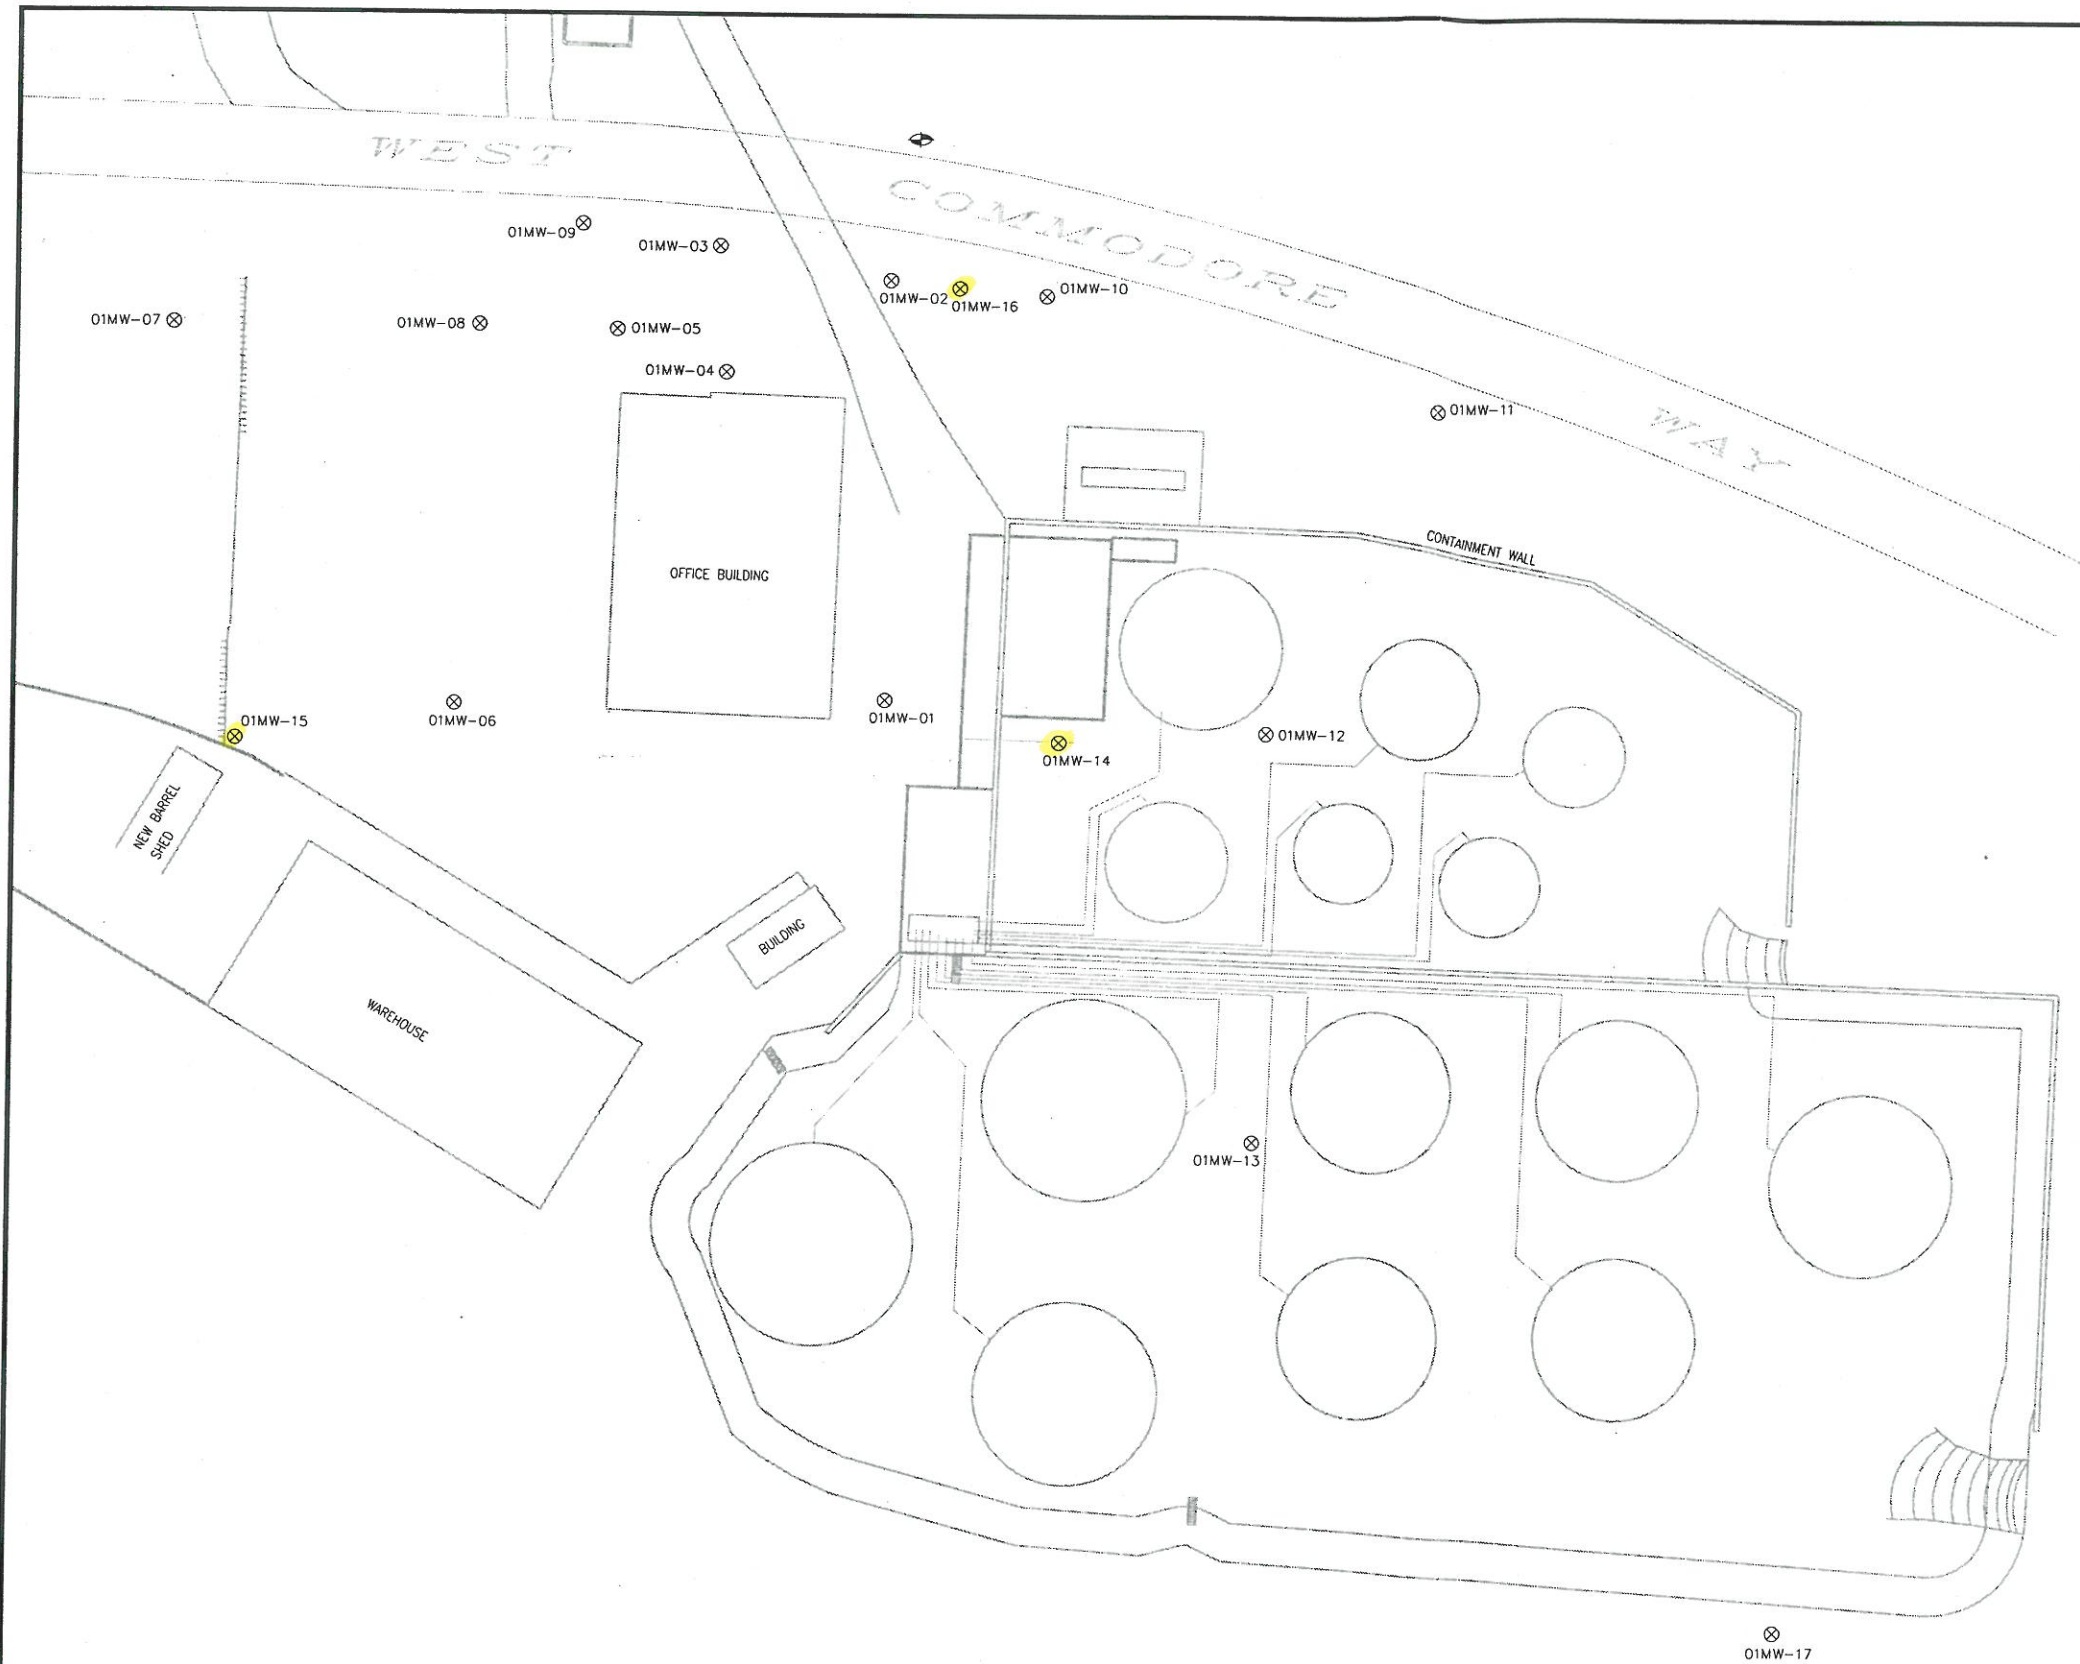 WEST
COMMODORE
WAY
01MW-09
01MW-03
01MW-02
01MW-16
01MW-10
01MW-07
01MW-08
01MW-05
01MW-04
01MW-11
CONTAINMENT WALL
OFFICE BUILDING
01MW-15
01MW-06
01MW-01
01MW-14
01MW-12
NEW BARREL
SHED
BUILDING
WAREHOUSE
01MW-13
01MW-17